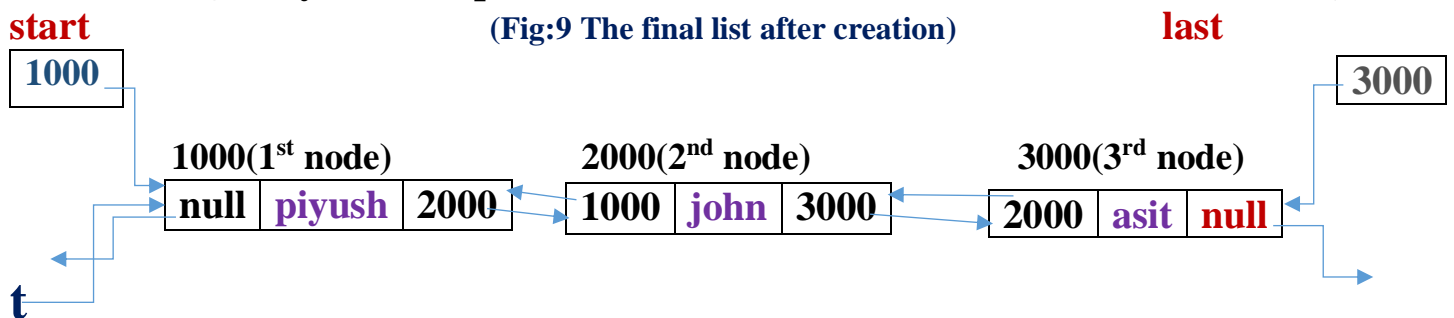 start (Fig:9 The final list after creation) last
1000 3000
1000(1st node) 2000(2nd node) 3000(3rd node)
null piyush 2000 1000 john 3000 2000 asit null
t